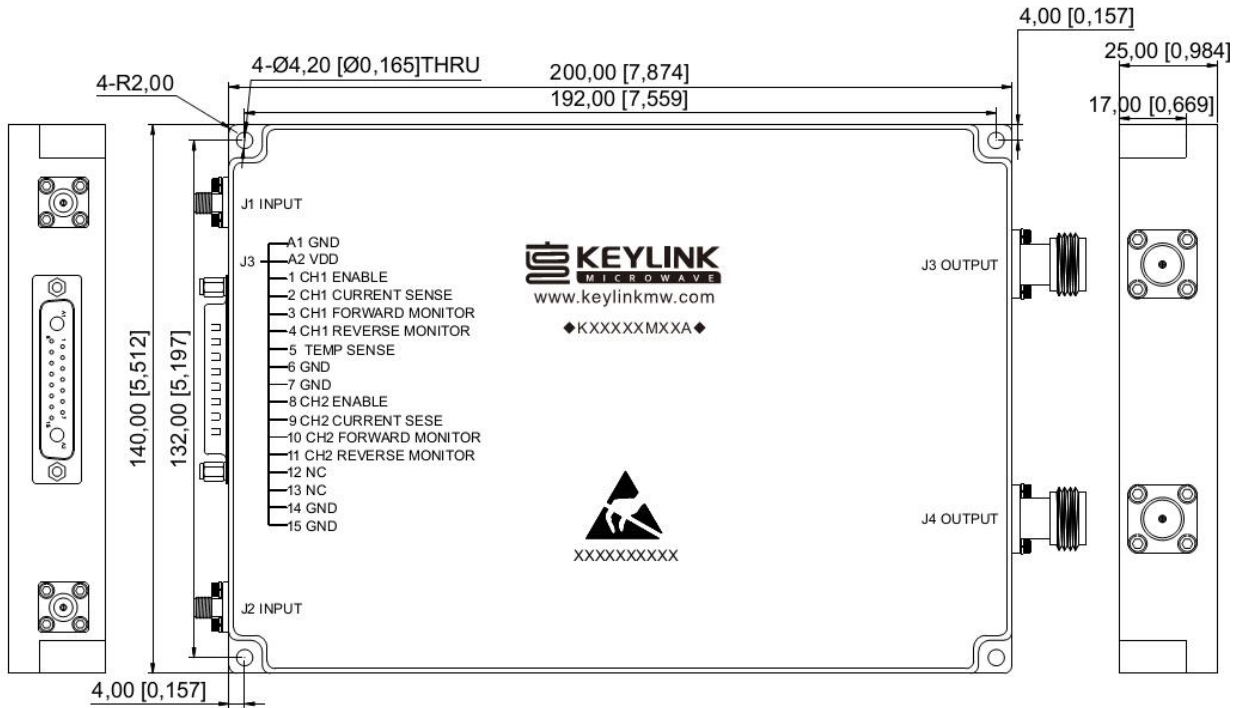 4,00 [0,157]
25,00 [0,984]
4-Ø4,20 [Ø0,165]THRU
200,00 [7,874]
4-R2,00
192,00 [7,559]
17,00 [0,669]
J1 INPUT
A1 GND
J3
A2 VDD
1 CH1 ENABLE
2 CH1 CURRENT SENSE
3 CH1 FORWARD MONITOR
4 CH1 REVERSE MONITOR
5 TEMP SENSE
6 GND
7 GND
8 CH2 ENABLE
9 CH2 CURRENT SESE
10 CH2 FORWARD MONITOR
11 CH2 REVERSE MONITOR
12 NC
13 NC
14 GND
15 GND
KEYLINK
MICROWAVE
www.keylinkmw.com
◆KXXXXXMXXA◆
J3 OUTPUT
140,00 [5,512]
132,00 [5,197]
XXXXXXXXXX
J4 OUTPUT
J2 INPUT
4,00 [0,157]